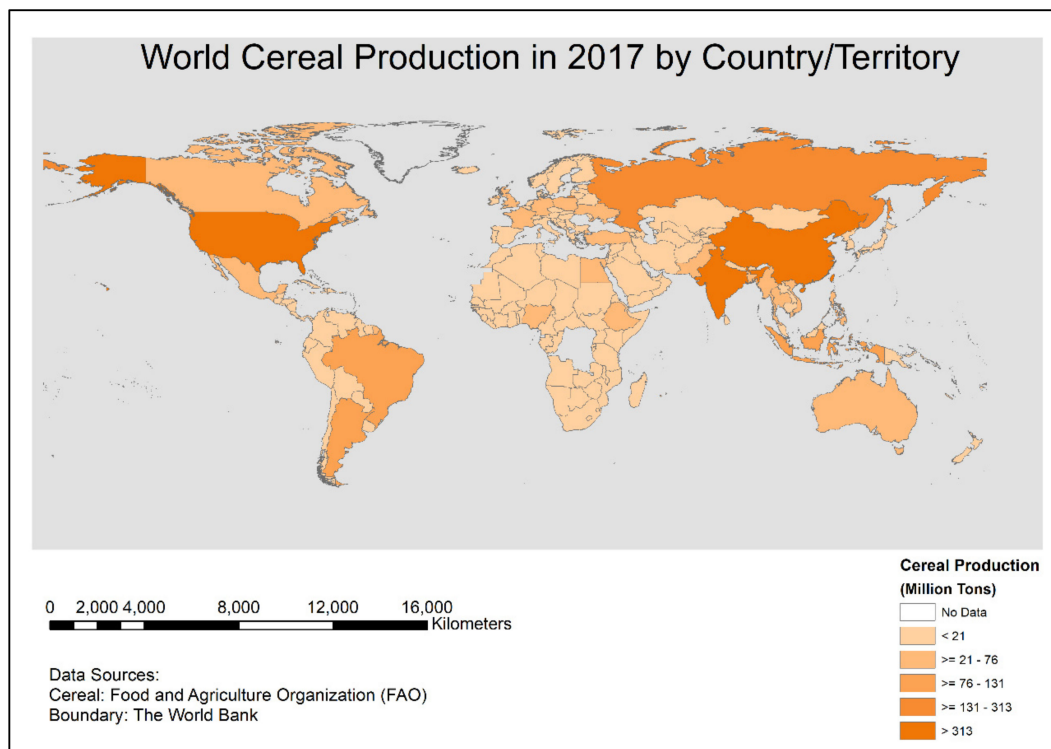 World Cereal Production in 2017 by Country/Territory
0 2,000 4,000 8,000 12,000 16,000
Kilometers
Data Sources:
Cereal: Food and Agriculture Organization (FAO)
Boundary: The World Bank
Cereal Production
(Million Tons)
No Data
< 21
>= 21 - 76
>= 76 - 131
>= 131 - 313
> 313